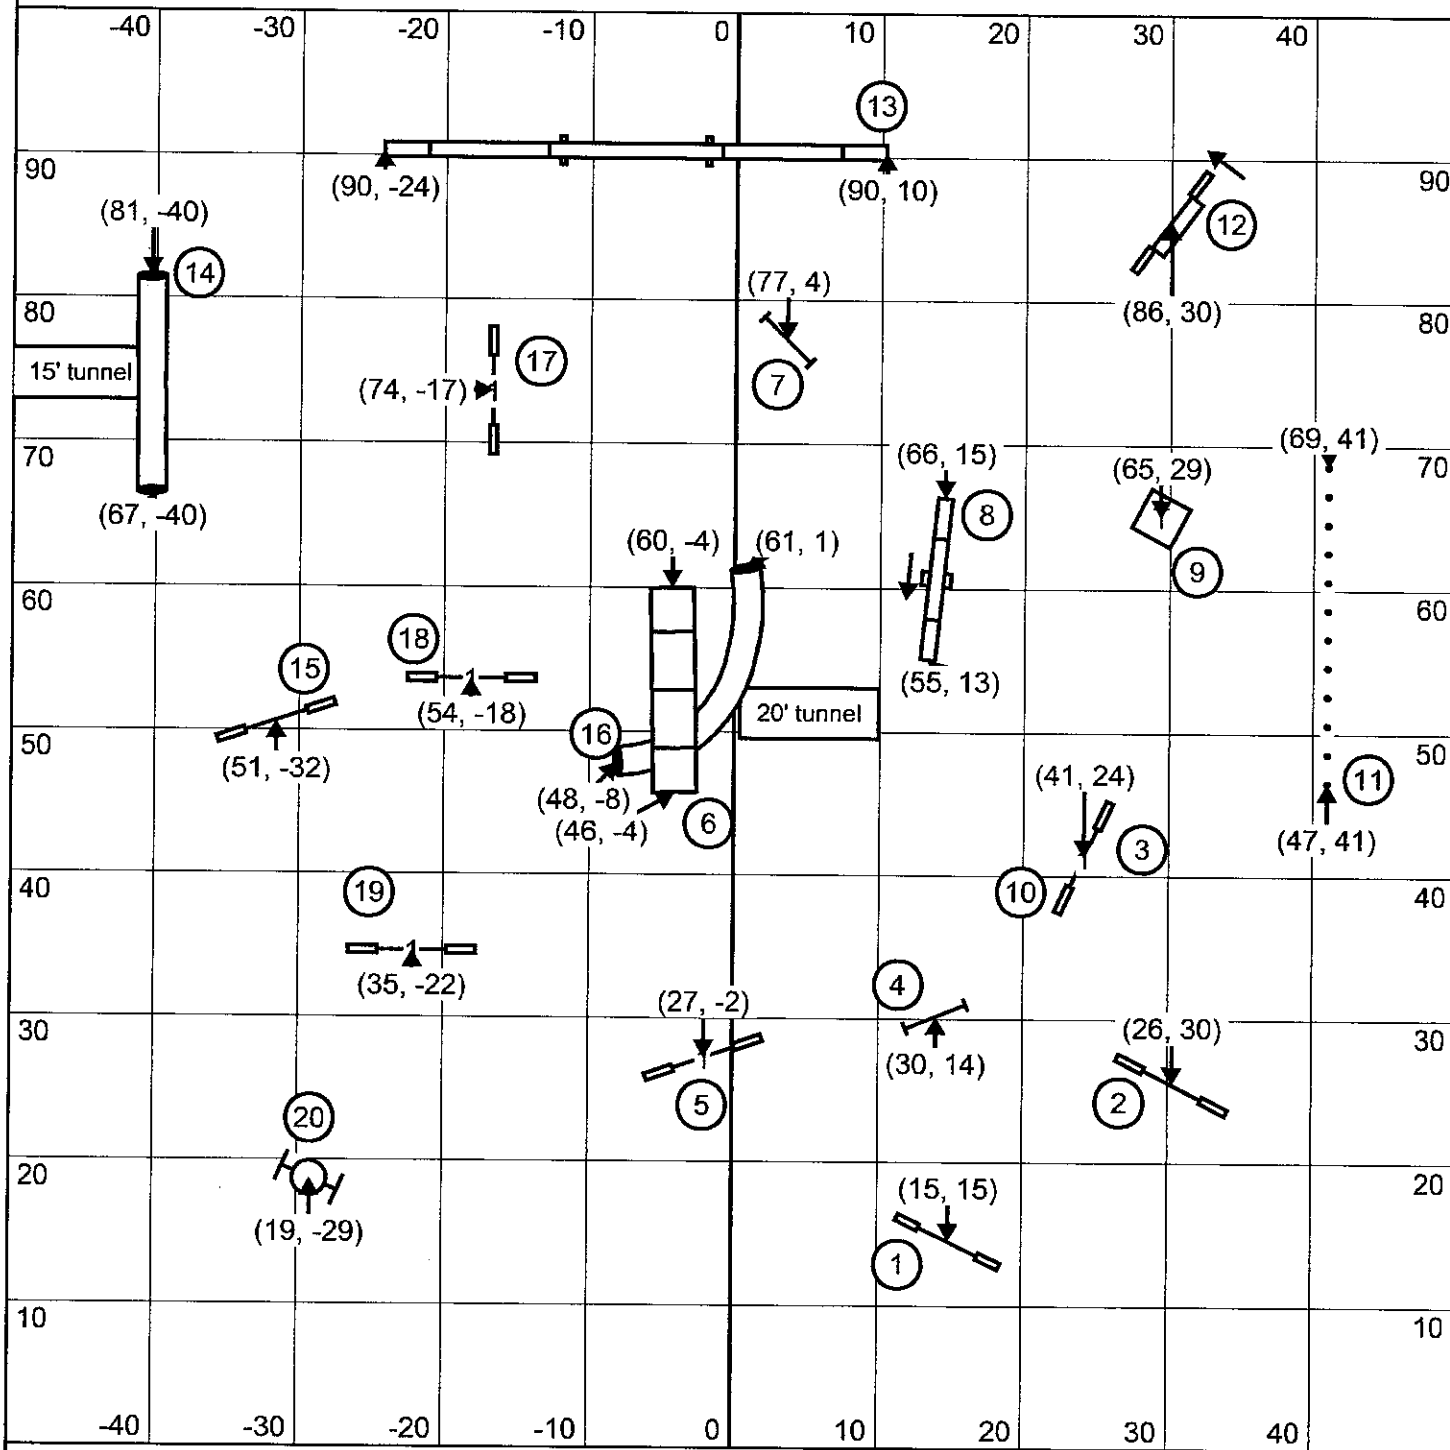 -40 -30 -20 -10 0 10 20 30 40
13
90 (90, -24) (90, 10) 90
(81, -40) 12
14
(77, 4)
80 (86, 30) 80
15' tunnel 17 7
(74, -17)
70 (66, 15) (65, 29) (69, 41) 70
(67, -40) 8
(60, -4) (61, 1) 9
60 60
18
15 (55, 13)
(54, -18) 20' tunnel
50 16 50
(51, -32) (41, 24) 11
(48, -8)
(46, -4) 6 (47, 41)
3
40 19 10 40
1
(35, -22) 4
(27, -2)
30 (26, 30) 30
(30, 14)
5 2
20
20 20
(15, 15)
(19, -29)
1
10 10
-40 -30 -20 -10 0 10 20 30 40